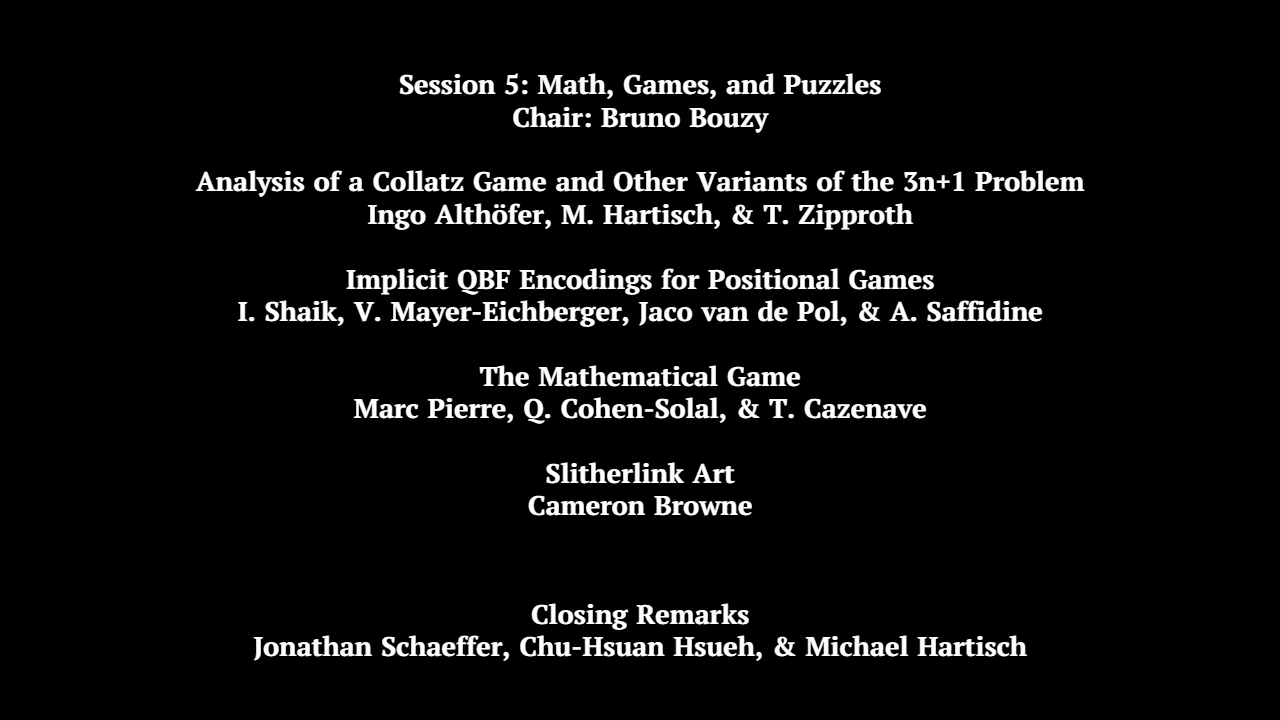 Session 5: Math, Games, and Puzzles
Chair: Bruno Bouzy
Analysis of a Collatz Game and Other Variants of the 3n+1 Problem
Ingo Althöfer, M. Hartisch, & T. Zipproth
Implicit QBF Encodings for Positional Games
I. Shaik, V. Mayer-Eichberger, Jaco van de Pol, & A. Saffidine
The Mathematical Game
Marc Pierre, Q. Cohen-Solal, & T. Cazenave
Slitherlink Art
Cameron Browne
Closing Remarks
Jonathan Schaeffer, Chu-Hsuan Hsueh, & Michael Hartisch